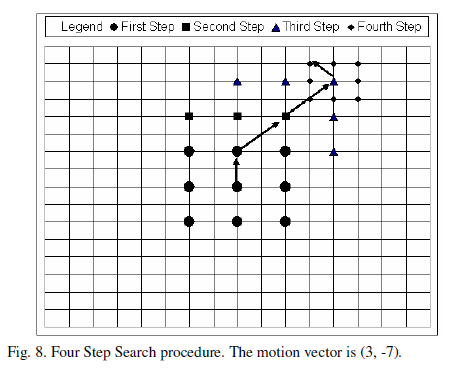 Legend First Step Second Step Third Step Fourth Step
Fig. 8. Four Step Search procedure. The motion vector is (3, -7).